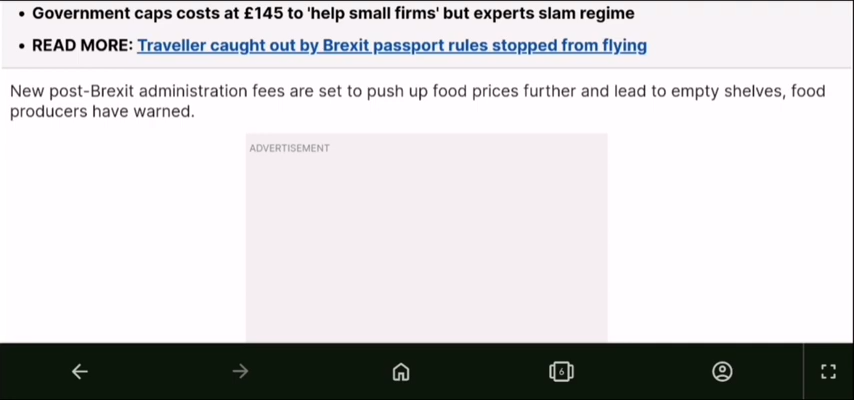 • Government caps costs at £145 to 'help small firms' but experts slam regime
• READ MORE: Traveller caught out by Brexit passport rules stopped from flying
New post-Brexit administration fees are set to push up food prices further and lead to empty shelves, food
producers have warned.
ADVERTISEMENT
6